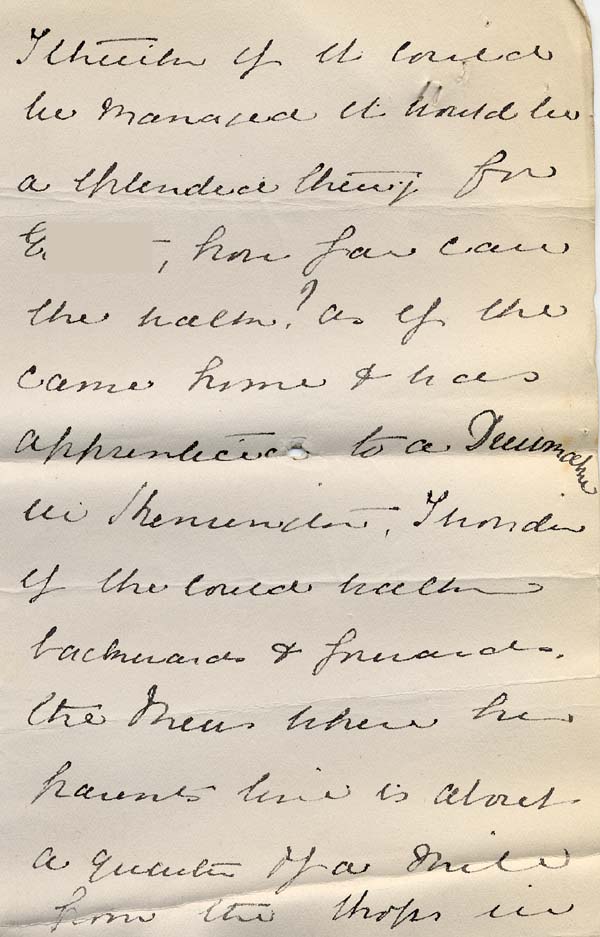 I think if it could
be managed it would be
a splendid thing for
E , how far can
she walk? as if she
came home & was
apprenticed to a Dressmaker
in Kensington, I wonder
if she could walk
backwards & forwards.
the Mews where her
parents live is about
a quarter of a Mile
from the shops in